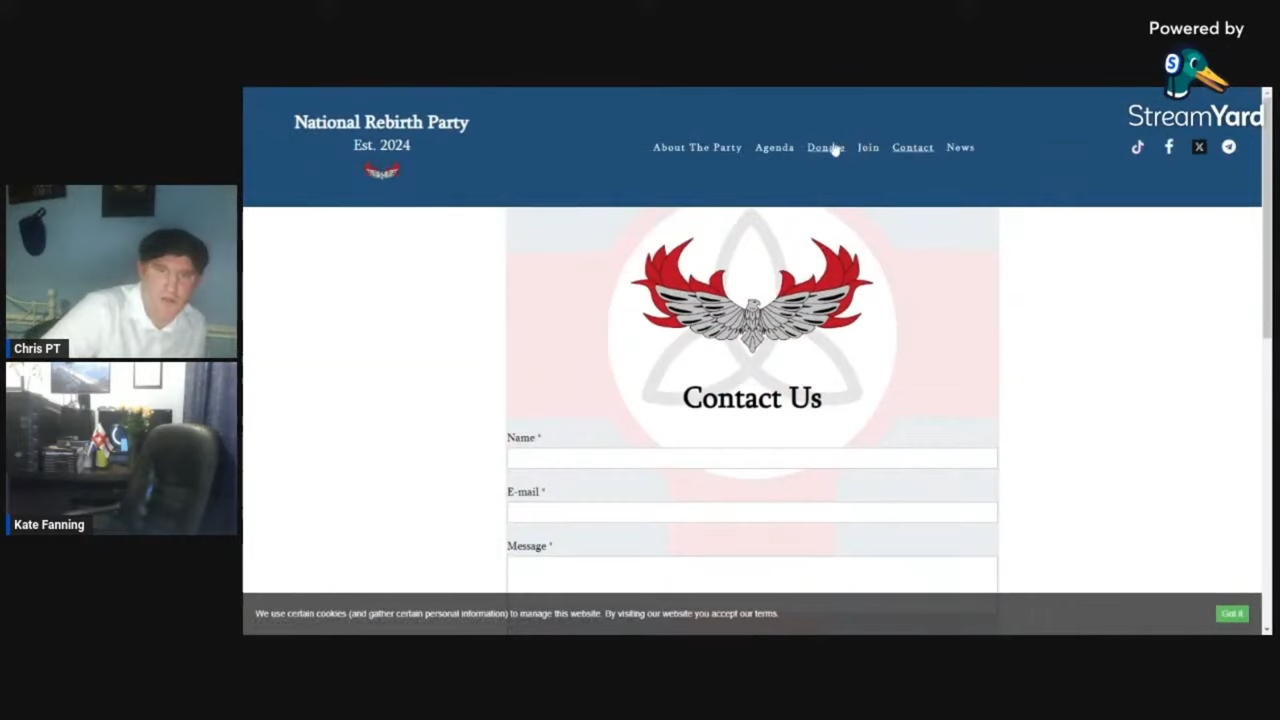 Powered by
StreamYard
National Rebirth Party
Est. 2024
About The Party Agenda Donate Join Contact News
Contact Us
Name *
E-mail *
Message *
We use certain cookies (and gather certain personal information) to manage this website. By visiting our website you accept our terms.
Got it
Chris PT
Kate Fanning